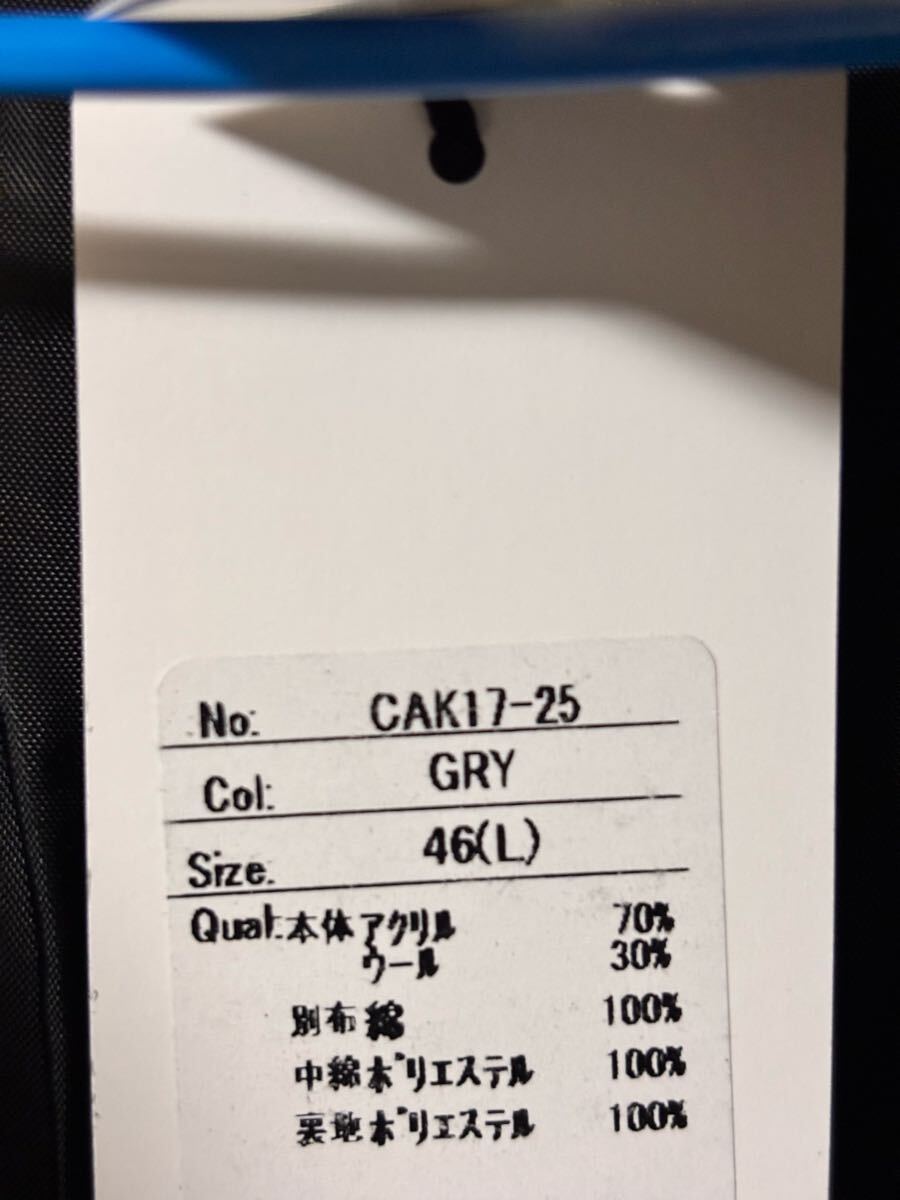 No: CAK17-25
Col: GRY
Size: 46(L)
Qual: 本体 アクリル 70%
ウール 30%
別布 綿 100%
中綿 ポリエステル 100%
裏地 ポリエステル 100%